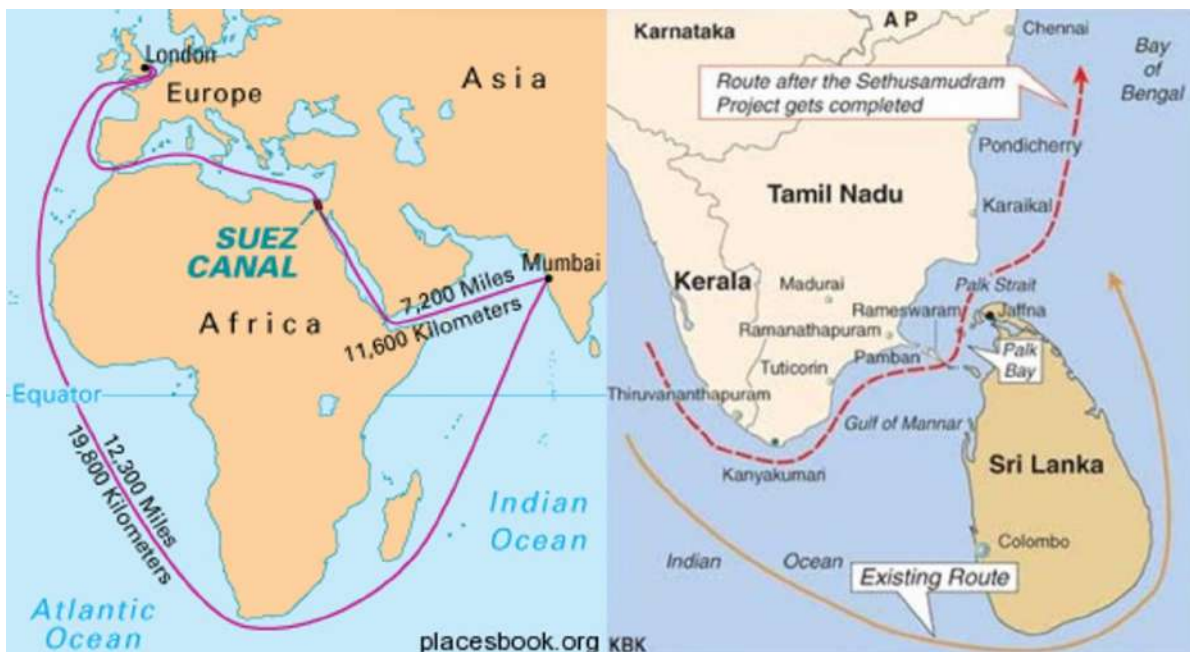 London
Europe
Asia
SUEZ
CANAL
Mumbai
7,200 Miles
11,600 Kilometers
Africa
Equator
12,300 Miles
19,800 Kilometers
Indian
Ocean
Atlantic
Ocean
placesbook.org
A P
Karnataka
Chennai
Bay
of
Bengal
Route after the Sethusamudram
Project gets completed
Pondicherry
Tamil Nadu
Karaikal
Kerala
Madurai
Palk Strait
Rameswaram
Jaffna
Ramanathapuram
Pamban
Palk
Bay
Tuticorin
Thiruvananthapuram
Gulf of Mannar
Kanyakumari
Sri Lanka
Colombo
Indian Ocean
Existing Route
KBK